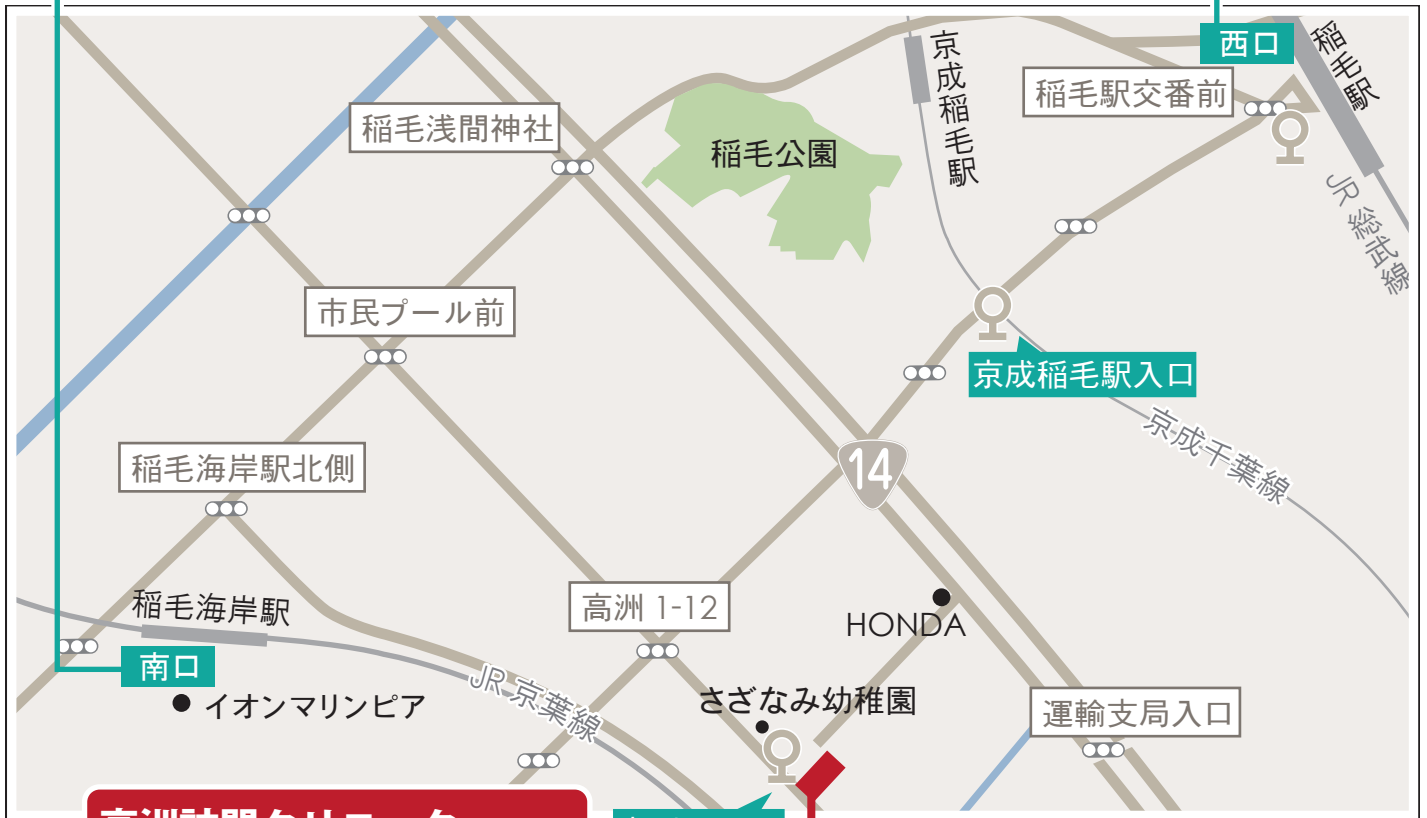 西口
稲毛駅
京成稲毛駅
稲毛駅交番前
稲毛浅間神社
稲毛公園
JR 総武線
市民プール前
京成稲毛駅入口
京成千葉線
14
稲毛海岸駅北側
稲毛海岸駅
高洲 1-12
HONDA
南口
イオンマリンピア
JR 京葉線
さざなみ幼稚園
運輸支局入口